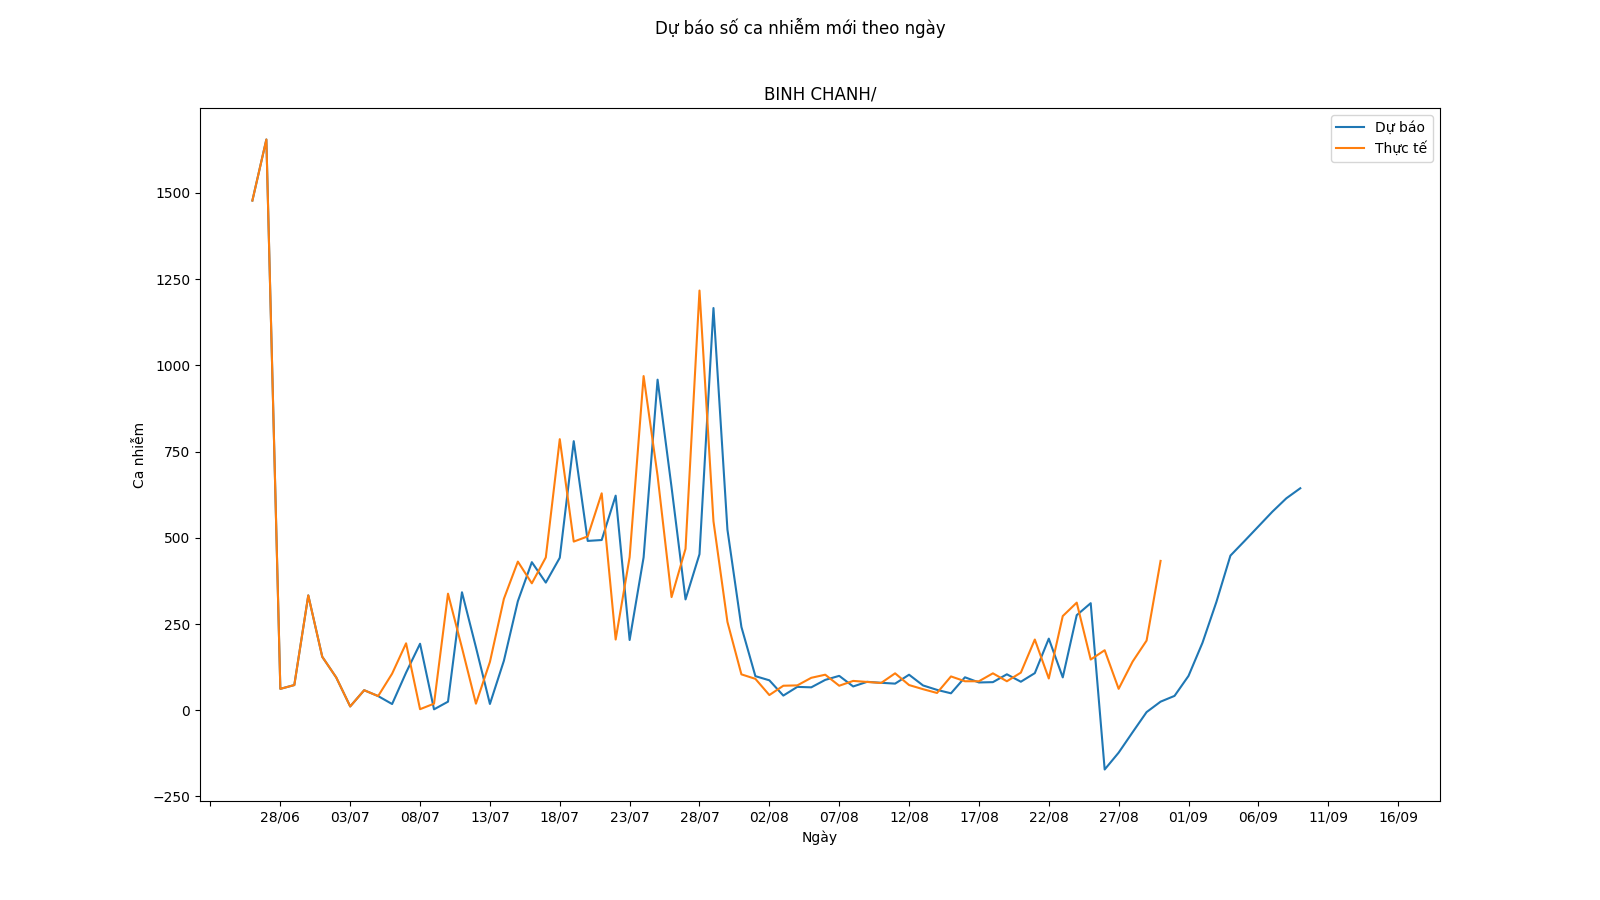 Dự báo số ca nhiễm mới theo ngày
BINH CHANH/
Dự báo
Thực tế
1500
1250
1000
750
500
250
0
−250
Ca nhiễm
28/06 03/07 08/07 13/07 18/07 23/07 28/07 02/08 07/08 12/08 17/08 22/08 27/08 01/09 06/09 11/09 16/09
Ngày